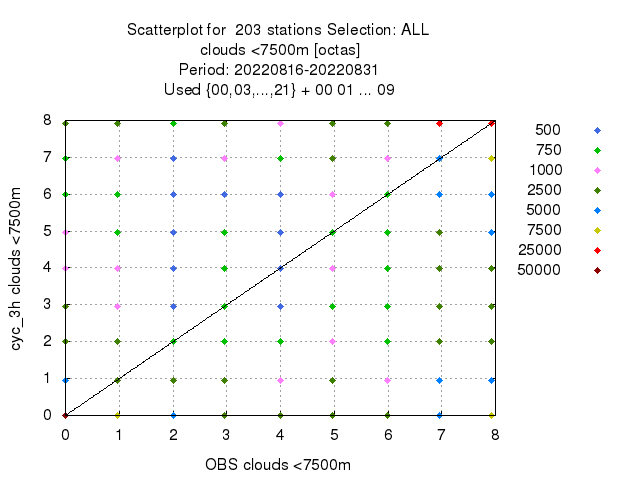 Scatterplot for 203 stations Selection: ALL
clouds <7500m [octas]
Period: 20220816-20220831
Used {00,03,...,21} + 00 01 ... 09
8
7
6
5
4
3
2
1
0
cyc_3h clouds <7500m
0 1 2 3 4 5 6 7 8
OBS clouds <7500m
500
750
1000
2500
5000
7500
25000
50000